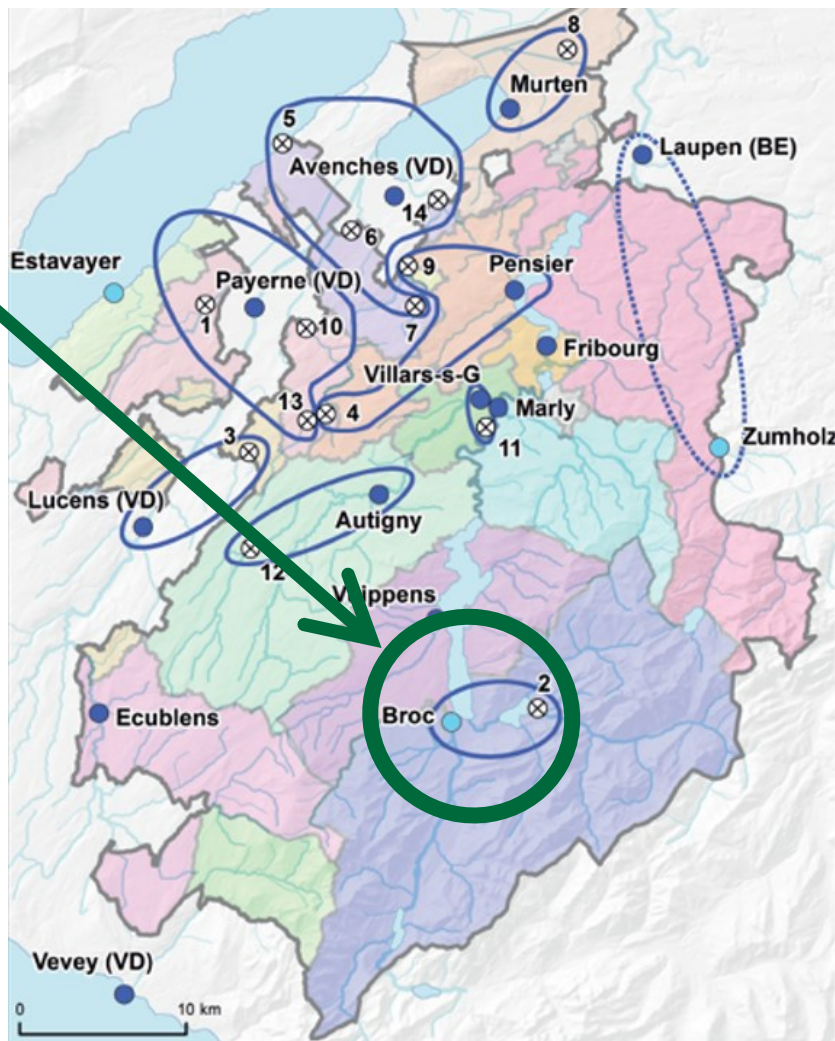 8
Murten
5
Laupen (BE)
Avenches (VD)
14
6
Estavayer
9
Payerne (VD)
Pensier
1
10
7
Fribourg
Villars-s-G
13
4
Marly
3
11
Zumholz
Lucens (VD)
Autigny
12
Vuippens
2
Broc
Ecublens
Vevey (VD)
0
10 km